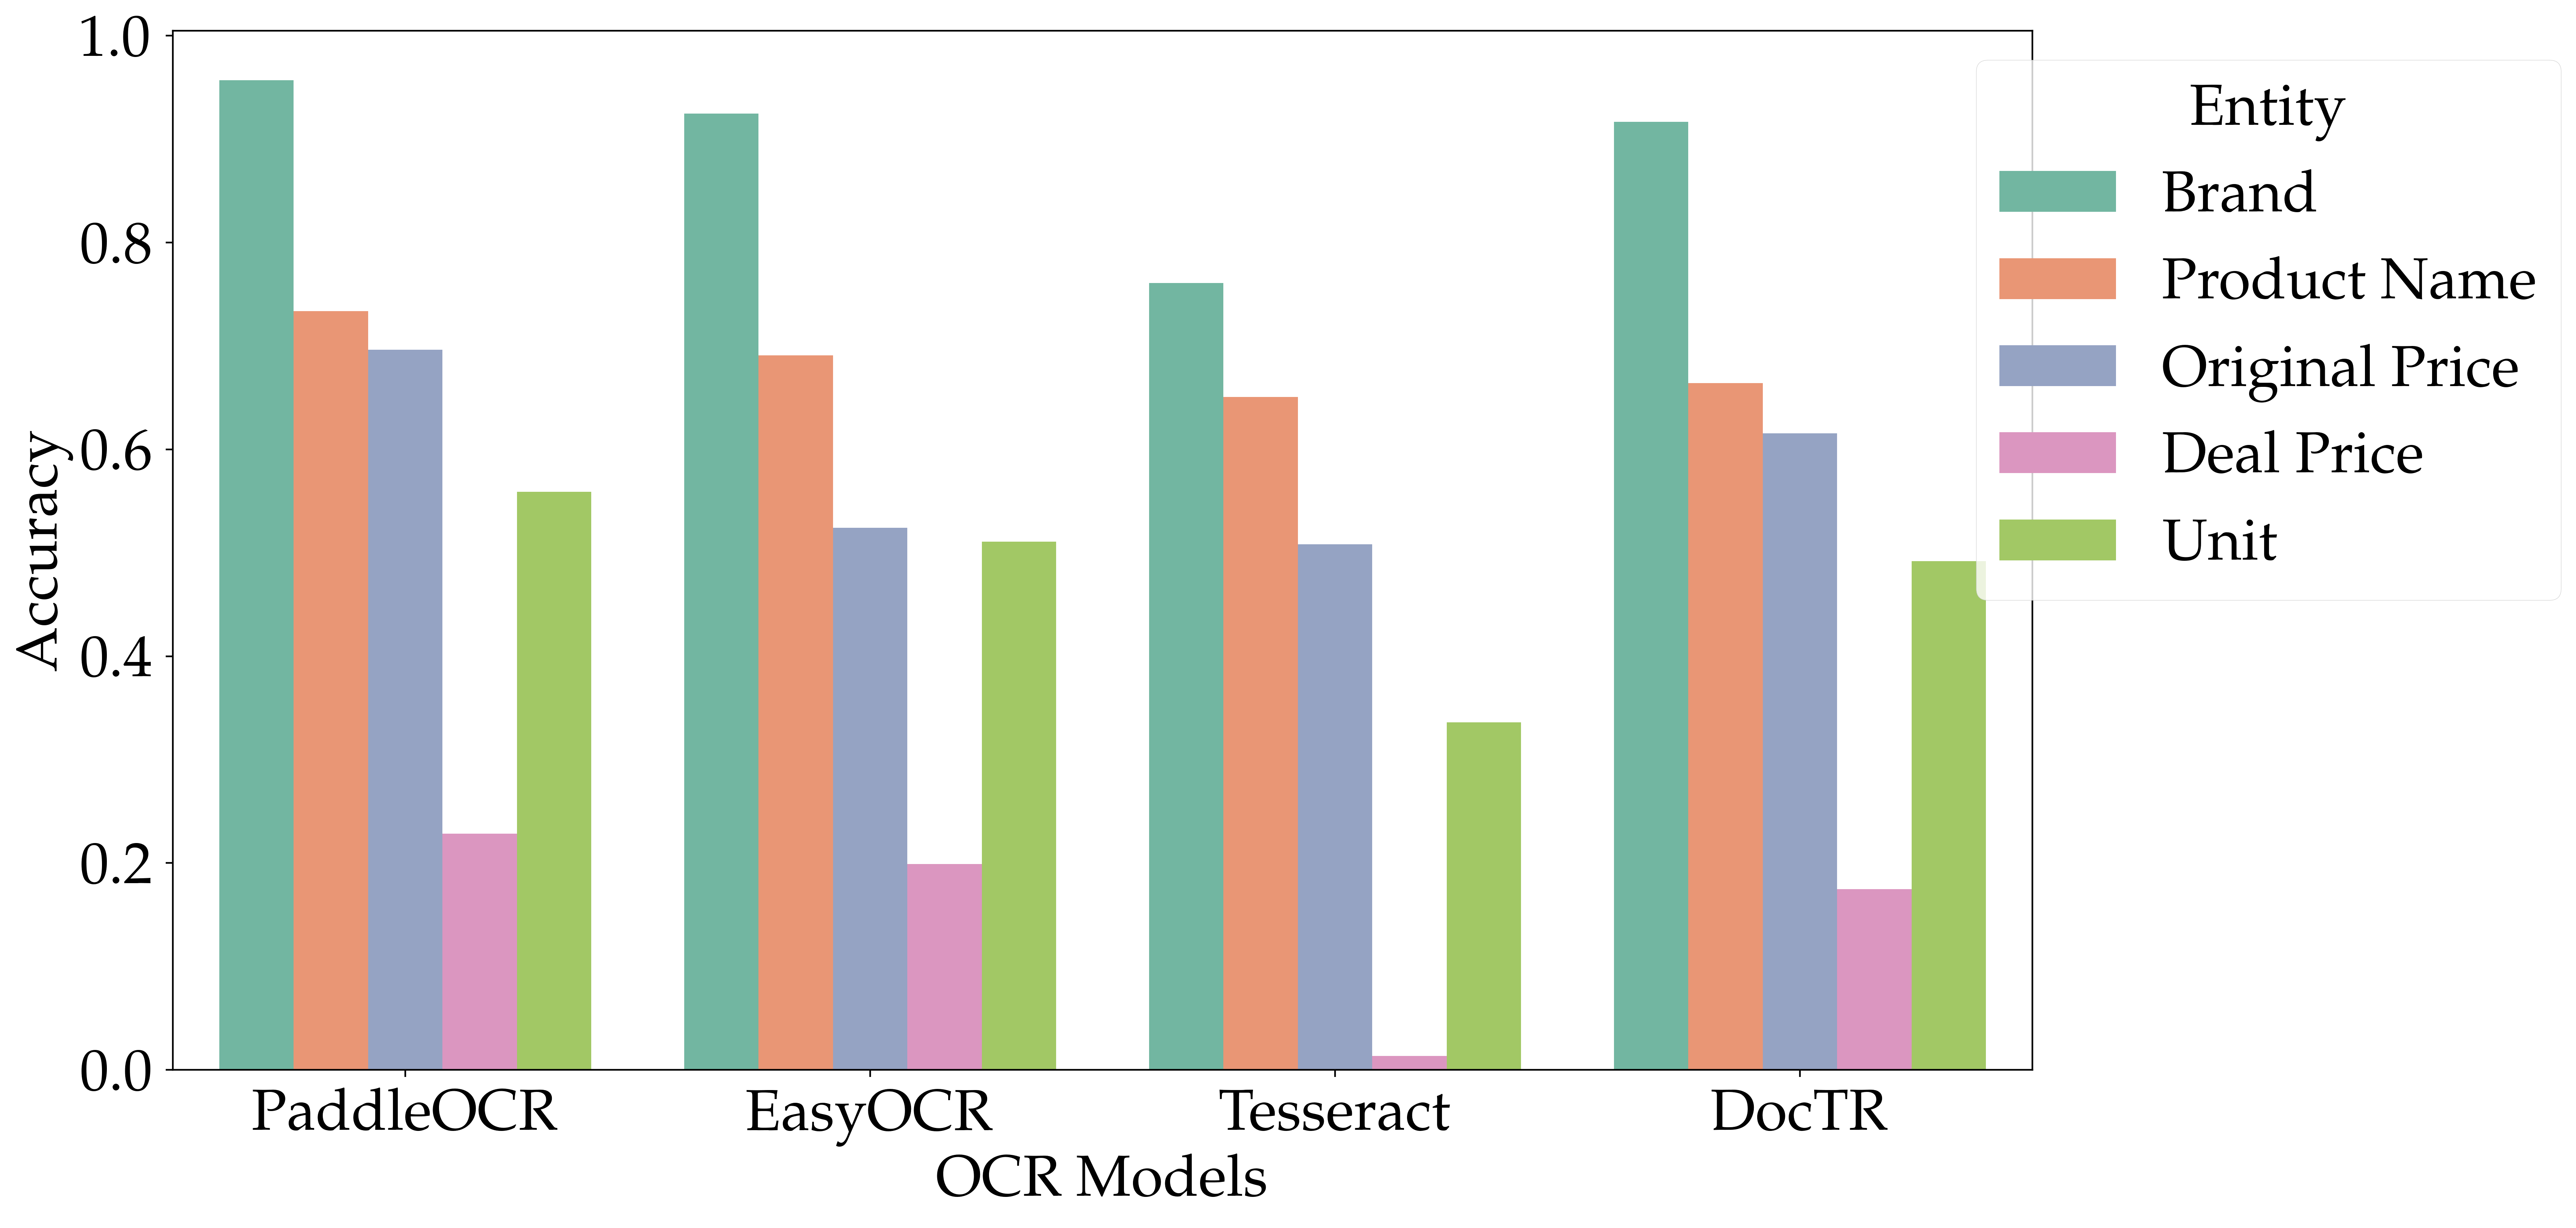 Accuracy
1.0
0.8
0.6
0.4
0.2
0.0
PaddleOCR
EasyOCR
Tesseract
DocTR
OCR Models
Entity
Brand
Product Name
Original Price
Deal Price
Unit